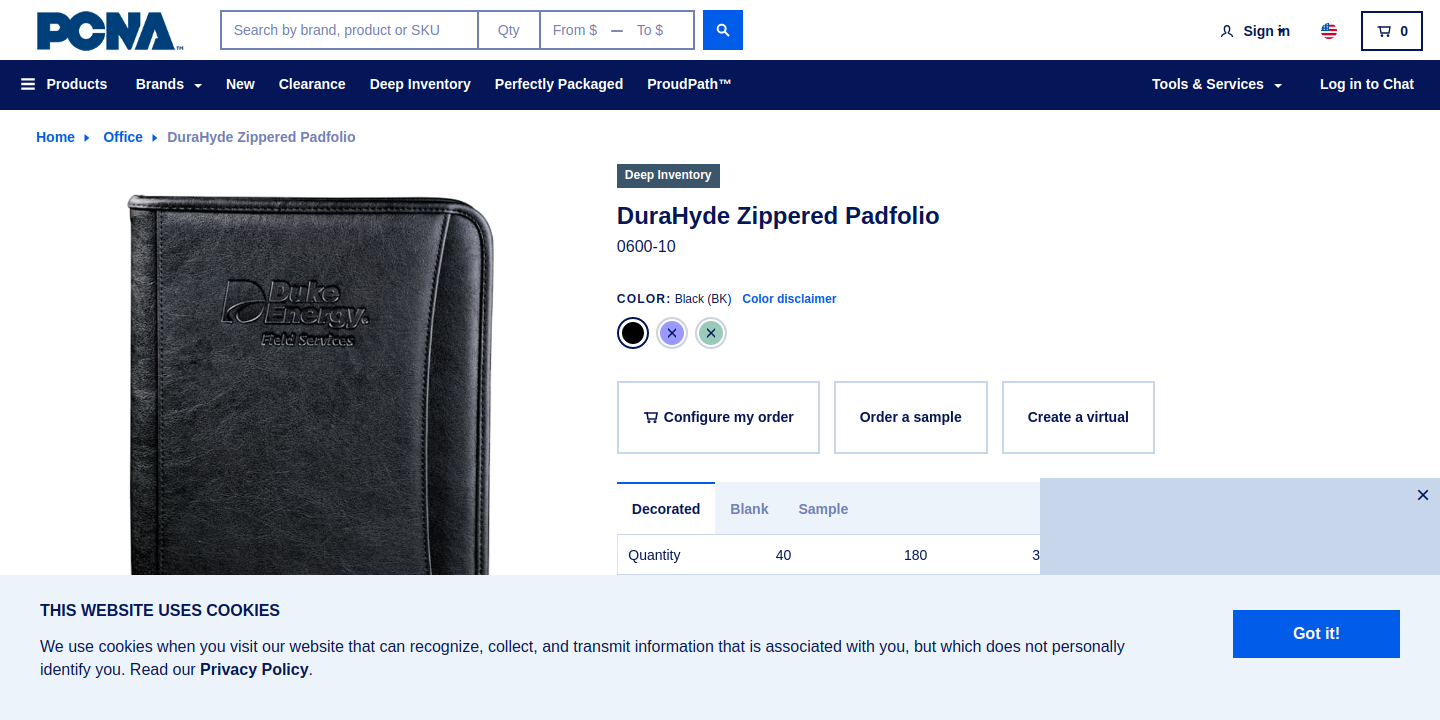 PCNA™
Search by brand, product or SKU
Qty
From $ — To $
Sign in
0
Products
Brands
New
Clearance
Deep Inventory
Perfectly Packaged
ProudPath™
Tools & Services
Log in to Chat
Home
Office
DuraHyde Zippered Padfolio
Deep Inventory
DuraHyde Zippered Padfolio
0600-10
COLOR: Black (BK) Color disclaimer
Configure my order
Order a sample
Create a virtual
Duke
Energy®
Field Services
Decorated
Blank
Sample
Quantity 40 180 3
THIS WEBSITE USES COOKIES
We use cookies when you visit our website that can recognize, collect, and transmit information that is associated with you, but which does not personally
identify you. Read our Privacy Policy.
Got it!